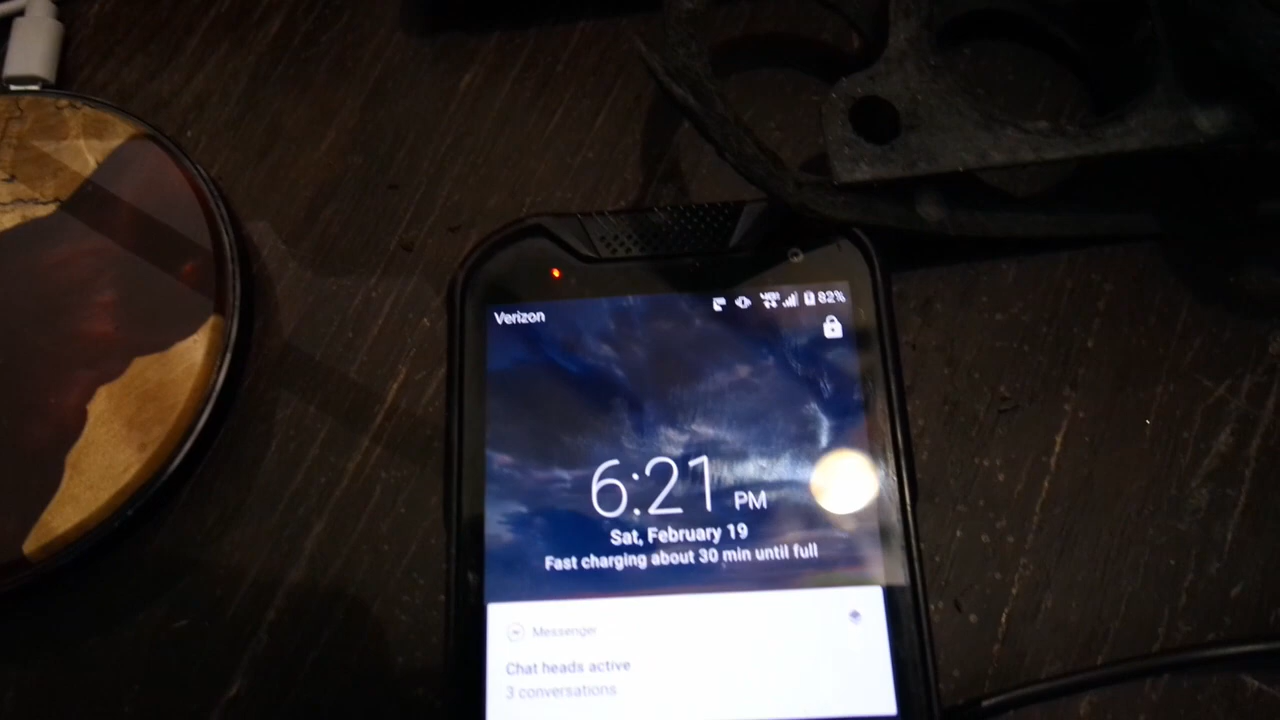 Verizon
82%
6:21 PM
Sat, February 19
Fast charging about 30 min until full
Messenger
Chat heads active
3 conversations